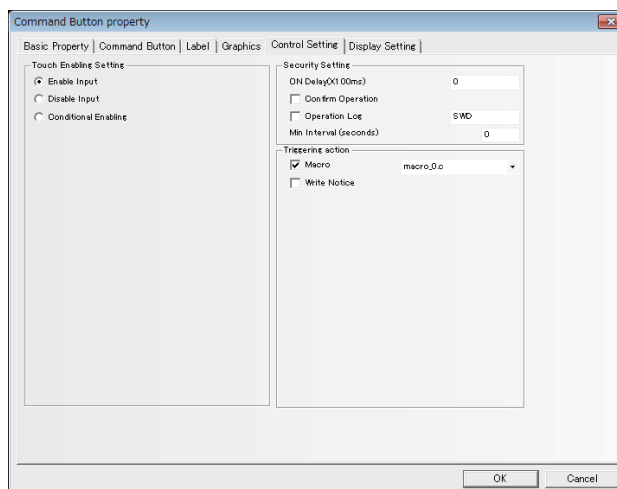 Command Button property
Basic Property Command Button Label Graphics Control Setting Display Setting
Touch Enabling Setting
Enable Input
Disable Input
Conditional Enabling
Security Setting
ON Delay(X100ms) 0
Confirm Operation
Operation Log SWD
Min Interval (seconds) 0
Triggering action
Macro macro_0.c
Write Notice
OK Cancel